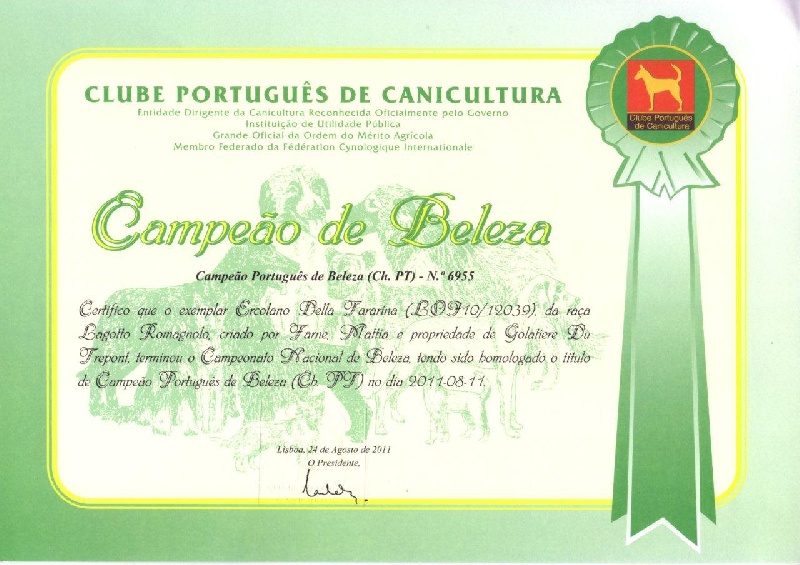 CLUBE PORTUGUÊS DE CANICULTURA
Entidade Dirigente da Canicultura Reconhecida Oficialmente pelo Governo
Instituição de Utilidade Pública
Grande Oficial da Ordem do Mérito Agrícola
Membro Federado da Fédération Cynologique Internationale
Clube Português
de Canicultura
Campeão de Beleza
Campeão Português de Beleza (Ch. PT) - N.º 6955
Certifico que o exemplar Ercolano Della Fararina (LOF10/12039), da raça
Lagotto Romagnolo, criado por Farne, Mattia e propriedade de Golatiere Du
Trepont, terminou o Campeonato Nacional de Beleza, tendo sido homologado o título
de Campeão Português de Beleza (Ch. PT) no dia 2011-08-11.
Lisboa, 24 de Agosto de 2011
O Presidente,